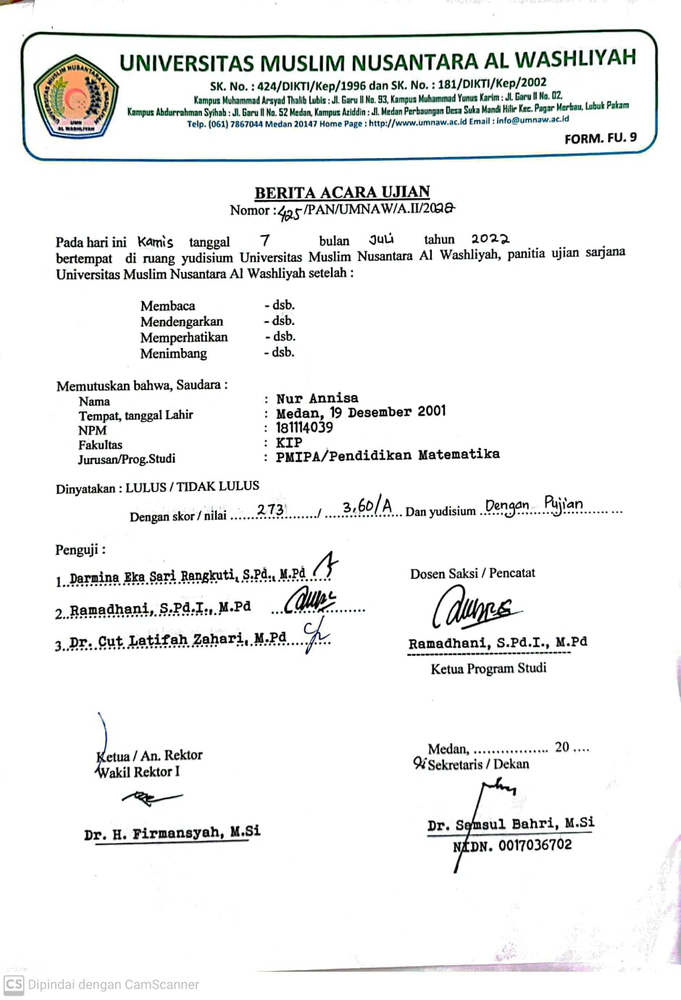 UNIVERSITAS MUSLIM NUSANTARA AL WASHLIYAH
SK. No. : 424/DIKTI/Kep/1996 dan SK. No. : 181/DIKTI/Kep/2002
Kampus Muhammad Arsyad Thalib Lubis : Jl. Garu II No. 93, Kampus Muhammad Yunus Karim : Jl. Garu II No. 02,
Kampus Abdurrahman Syihab : Jl. Garu II No. 52 Medan, Kampus Aziddin : Jl. Medan Perbaungan Desa Suka Mandi Hilir Kec. Pagar Merbau, Lubuk Pakam
Telp. (061) 7867044 Medan 20147 Home Page : http://www.umnaw.ac.id Email : info@umnaw.ac.id
FORM. FU. 9
UNIVERSITAS MUSLIM NUSANTARA AL WASHLIYAH
UMN
AL WASHLIYAH
BERITA ACARA UJIAN
Nomor : 425/PAN/UMNAW/A.II/2022
Pada hari ini Kamis tanggal 7 bulan Juli tahun 2022
bertempat di ruang yudisium Universitas Muslim Nusantara Al Washliyah, panitia ujian sarjana
Universitas Muslim Nusantara Al Washliyah setelah :
Membaca - dsb.
Mendengarkan - dsb.
Memperhatikan - dsb.
Menimbang - dsb.
Memutuskan bahwa, Saudara :
Nama : Nur Annisa
Tempat, tanggal Lahir : Medan, 19 Desember 2001
NPM : 181114039
Fakultas : KIP
Jurusan/Prog.Studi : PMIPA/Pendidikan Matematika
Dinyatakan : LULUS / TIDAK LULUS
Dengan skor / nilai ......273......../ .....3,60/A... Dan yudisium ..Dengan Pujian........
Penguji :
1. Darmina Eka Sari Rangkuti, S.Pd., M.Pd
2. Ramadhani, S.Pd.I., M.Pd
3. Dr. Cut Latifah Zahari, M.Pd
Dosen Saksi / Pencatat
Ramadhani, S.Pd.I., M.Pd
Ketua Program Studi
Ketua / An. Rektor
Wakil Rektor I
Dr. H. Firmansyah, M.Si
Medan, ................. 20 ....
Sekretaris / Dekan
Dr. Samsul Bahri, M.Si
NIDN. 0017036702
CS Dipindai dengan CamScanner